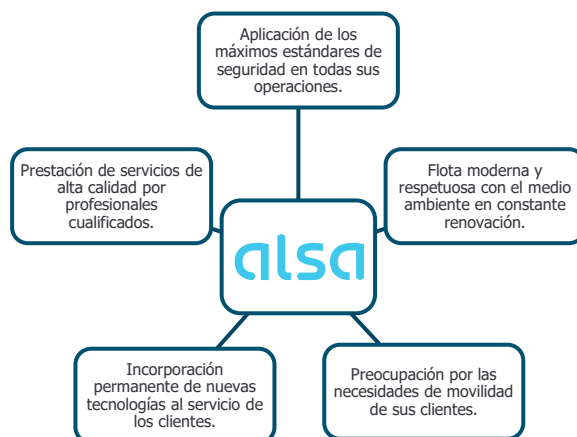 Aplicación de los
máximos estándares de
seguridad en todas sus
operaciones.
Prestación de servicios de
alta calidad por
profesionales
cualificados.
Flota moderna y
respetuosa con el medio
ambiente en constante
renovación.
alsa
Incorporación
permanente de nuevas
tecnologías al servicio de
los clientes.
Preocupación por las
necesidades de movilidad
de sus clientes.